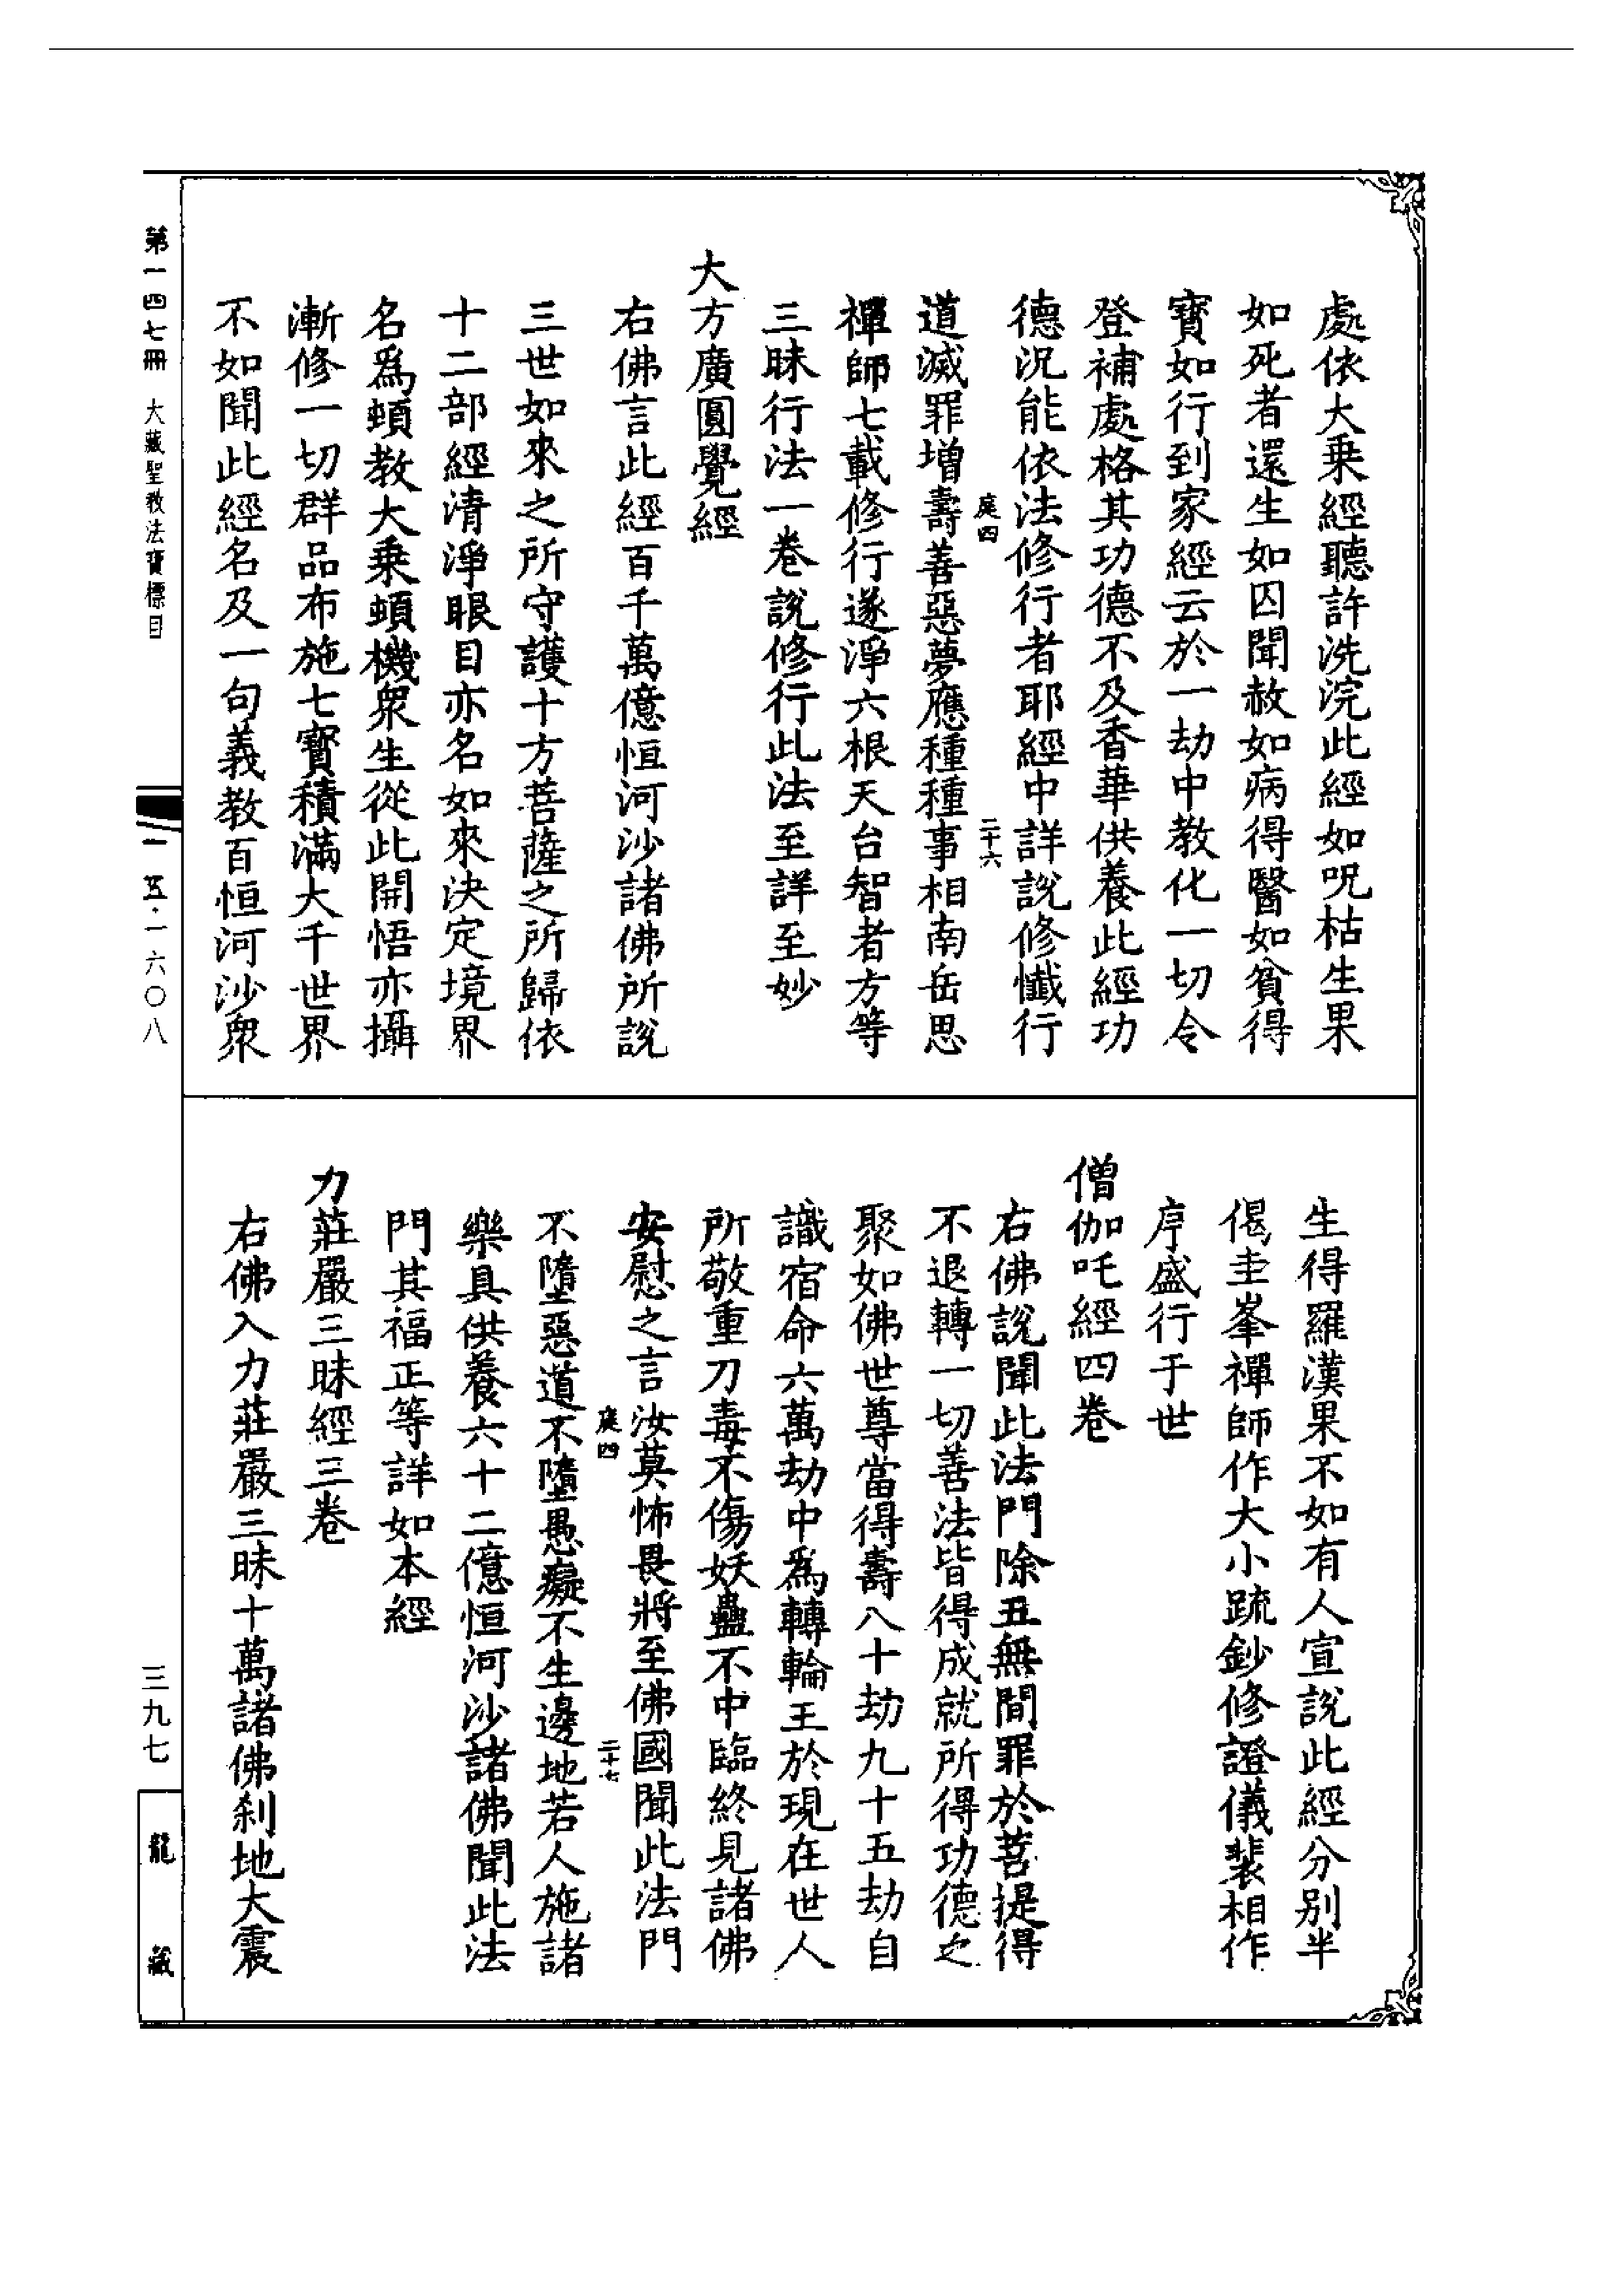 處依大乗經聽許洗浣此經如呪枯生果
如死者還生如囚聞赦如病得醫如貧得
寳如行到家經云於一劫中教化一切令
登補處格其功德不及香華供養此經功
德況能依法修行者耶經中詳說修懺行
庭四
二十六
道滅罪增壽善惡夢應種種事相南岳思
禪師七載修行遂淨六根天台智者方等
三昧行法一卷說修行此法至詳至妙
大方廣圓覺經
右佛言此經百千萬億恒河沙諸佛所說
三世如來之所守護十方菩薩之所歸依
十二部經清淨眼目亦名如來決定境界
名爲頓教大乗頓機衆生從此開悟亦攝
漸修一切群品布施七寳積滿大千世界
不如聞此經名及一句義教百恒河沙衆
生得羅漢果不如有人宣說此經分别半
偈圭峯禪師作大小疏鈔修證儀裴相作
序盛行于世
僧伽吒經四卷
右佛說聞此法門除五無間罪於菩提得
不退轉一切善法皆得成就所得功德之
聚如佛世尊當得壽八十劫九十五劫自
識宿命六萬劫中爲轉輪王於現在世人
所敬重刀毒不傷妖蠱不中臨終見諸佛
安慰之言汝莫怖畏將至佛國聞此法門
庭四
二十七
不墮惡道不墮愚癡不生邊地若人施諸
樂具供養六十二億恒河沙諸佛聞此法
門其福正等詳如本經
力莊嚴三昧經三卷
右佛入力莊嚴三昧十萬諸佛刹地大震
第一四七冊 大藏聖教法寶標目
一五·一六〇八
三九七
龍藏